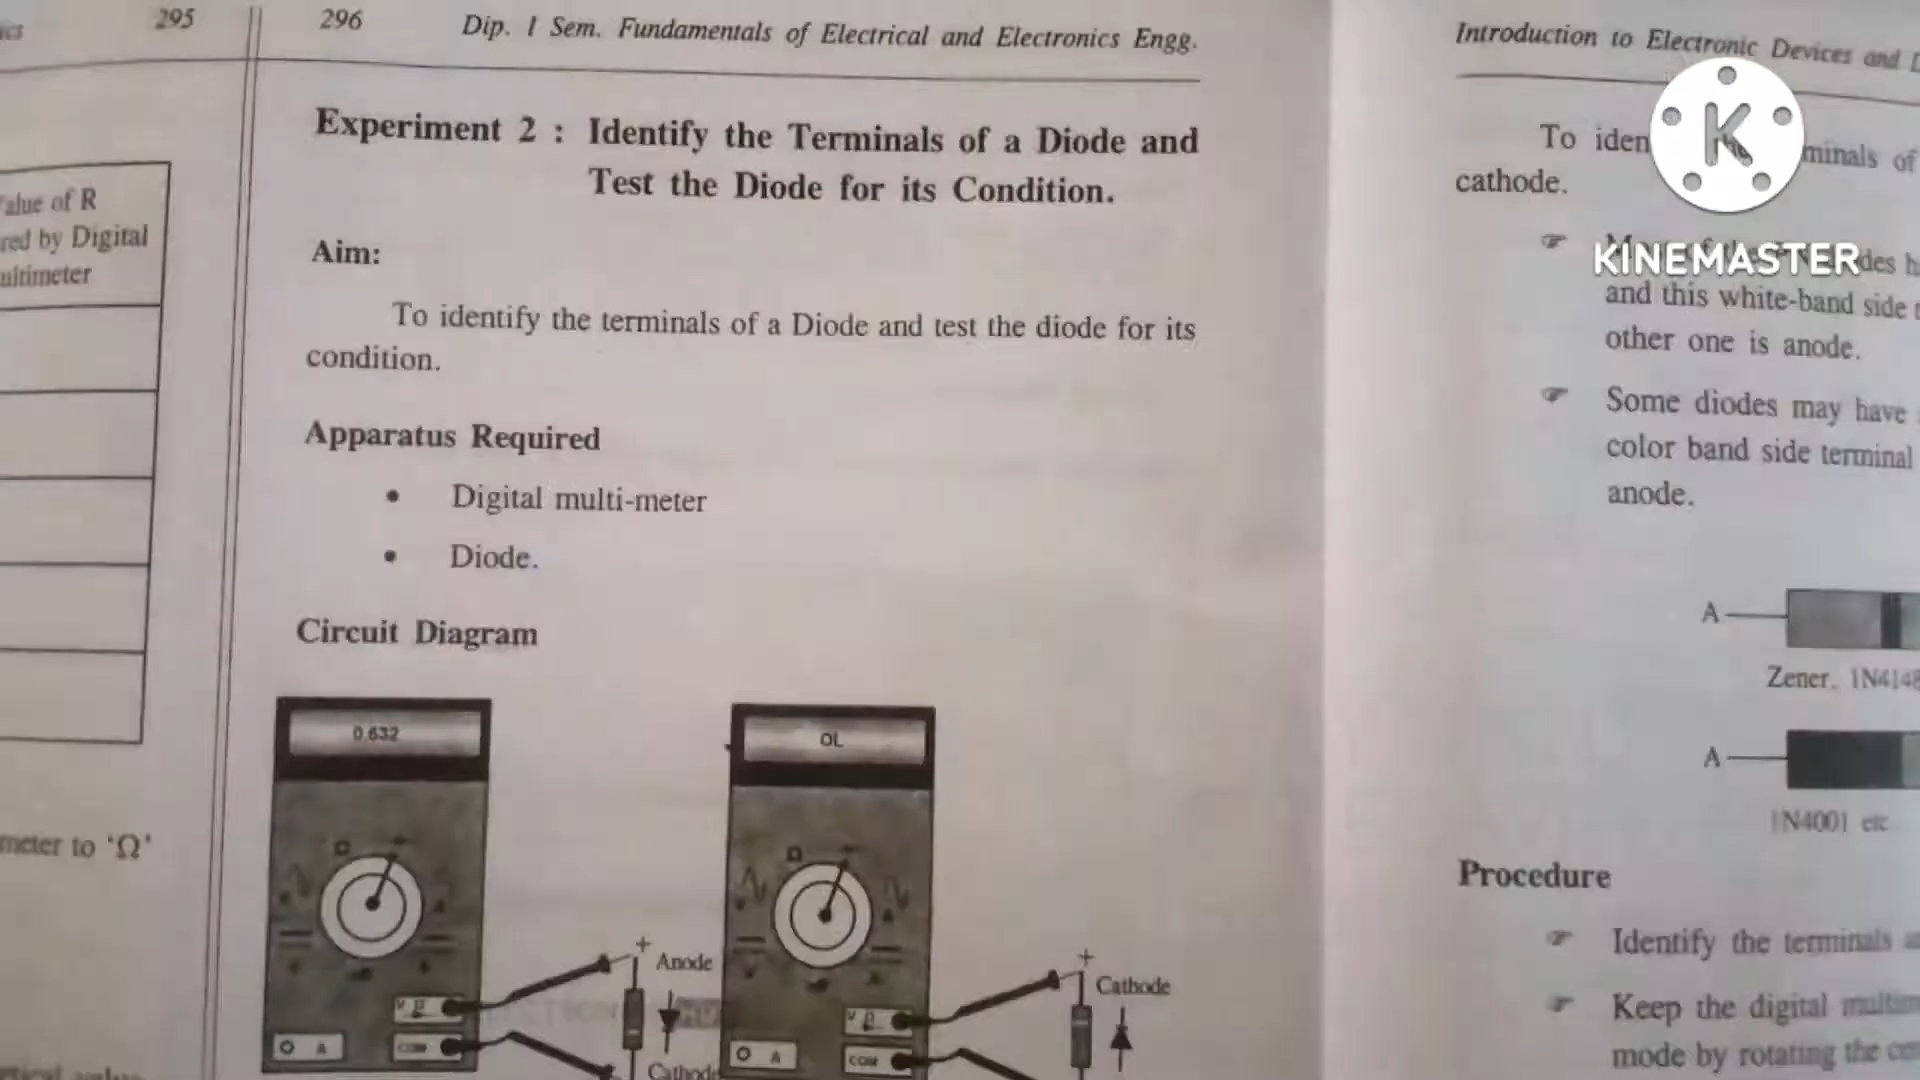 295
alue of R
red by Digital
ultimeter
meter to 'Ω'
296
Dip. I Sem. Fundamentals of Electrical and Electronics Engg.
Experiment 2 : Identify the Terminals of a Diode and
Test the Diode for its Condition.
Aim:
To identify the terminals of a Diode and test the diode for its
condition.
Apparatus Required
• Digital multi-meter
• Diode.
Circuit Diagram
0.632
OL
Ω
Ω
+
Anode
+
Cathode
V Ω
COM
A
Cathode
V Ω
COM
A
Introduction to Electronic Devices and
To iden minals of
cathode.
K
KINEMASTER
and this white-band side
other one is anode.
Some diodes may have
color band side terminal
anode.
A
Zener, 1N4148
A
1N4001 etc
Procedure
Identify the terminals
Keep the digital multim
mode by rotating the